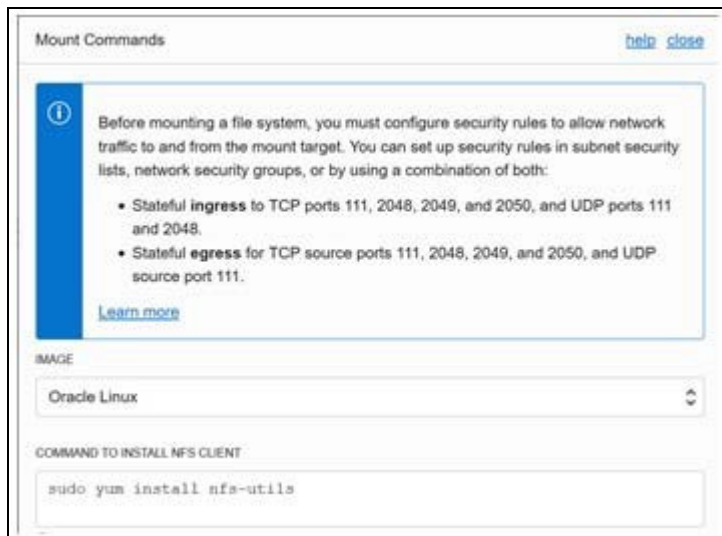 Mount Commands help close
Before mounting a file system, you must configure security rules to allow network
traffic to and from the mount target. You can set up security rules in subnet security
lists, network security groups, or by using a combination of both:
• Stateful ingress to TCP ports 111, 2048, 2049, and 2050, and UDP ports 111
and 2048.
• Stateful egress for TCP source ports 111, 2048, 2049, and 2050, and UDP
source port 111.
Learn more
IMAGE
Oracle Linux
COMMAND TO INSTALL NFS CLIENT
sudo yum install nfs-utils